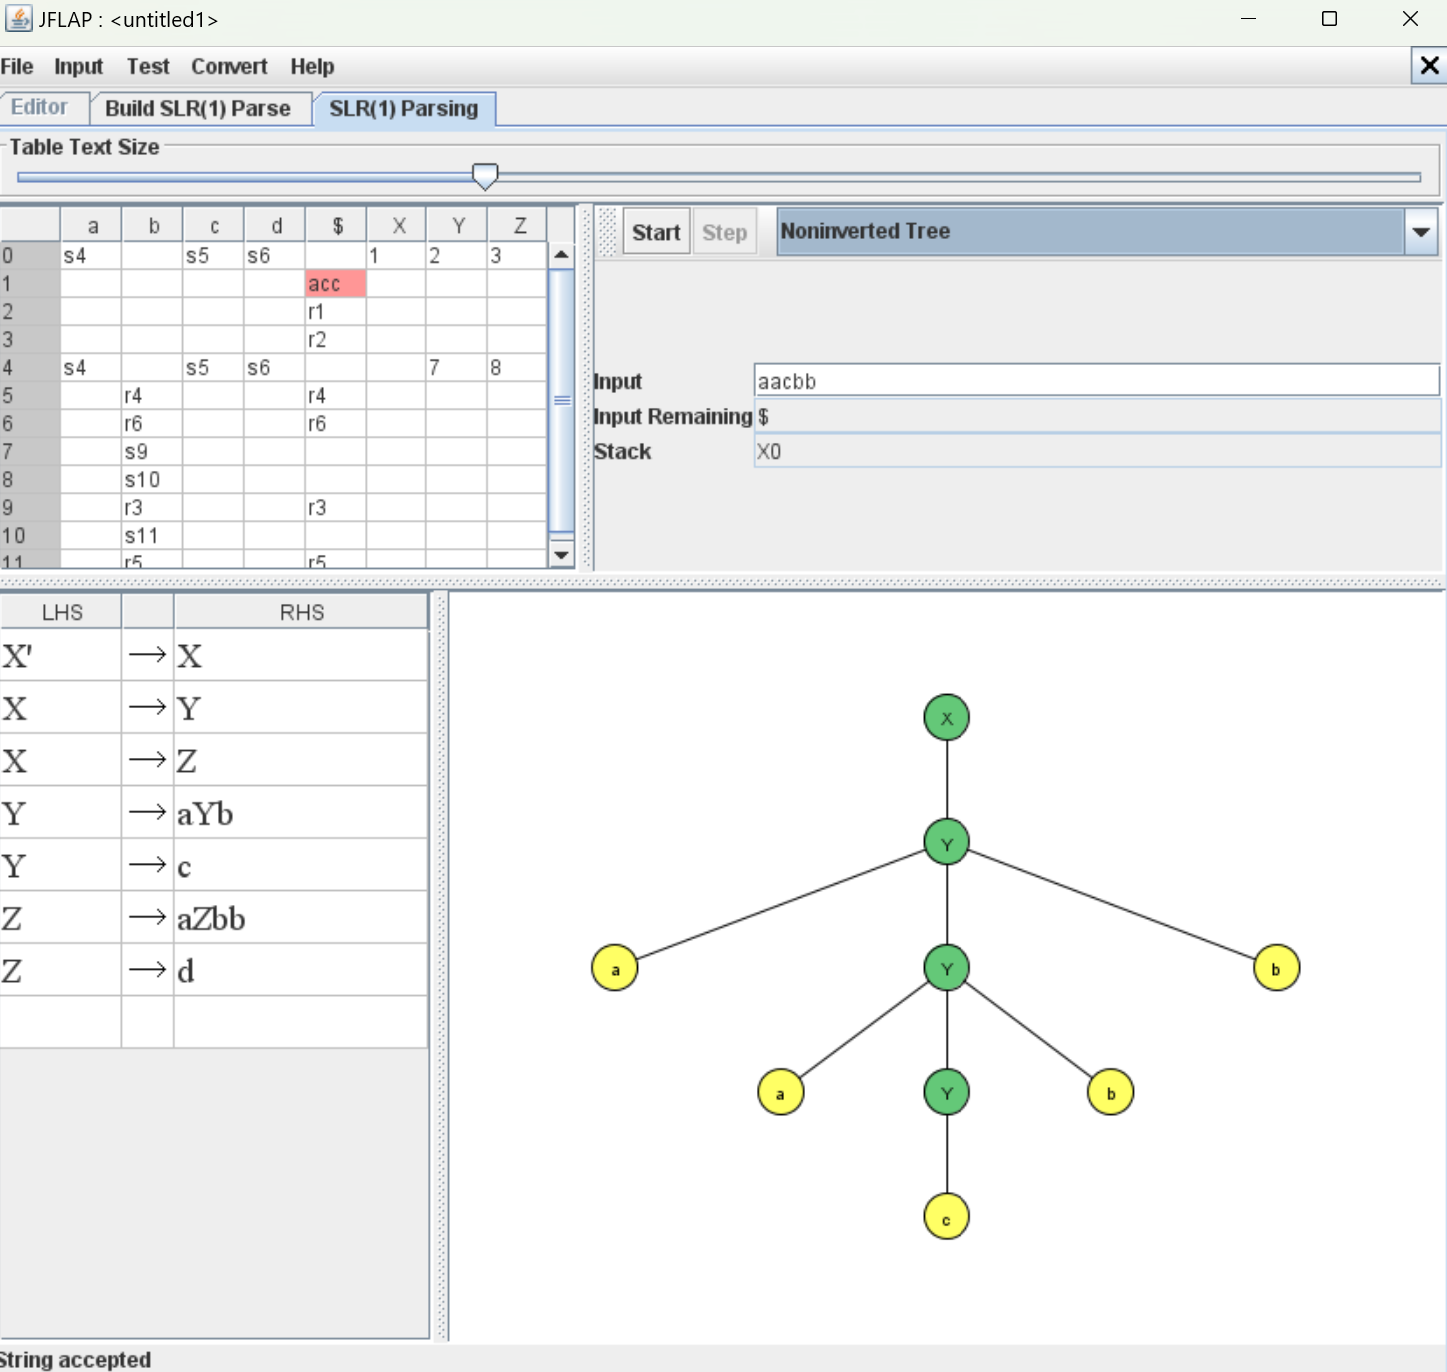 JFLAP : <untitled1>
File Input Test Convert Help
Editor Build SLR(1) Parse SLR(1) Parsing
Table Text Size
a b c d $ X Y Z
0 s4 s5 s6 1 2 3
1 acc
2 r1
3 r2
4 s4 s5 s6 7 8
5 r4 r4
6 r6 r6
7 s9
8 s10
9 r3 r3
10 s11
11 r5 r5
Start Step Noninverted Tree
Input aacbb
Input Remaining $
Stack X0
LHS RHS
X' → X
X → Y
X → Z
Y → aYb
Y → c
Z → aZbb
Z → d
X
Y
a Y b
a Y b
c
String accepted